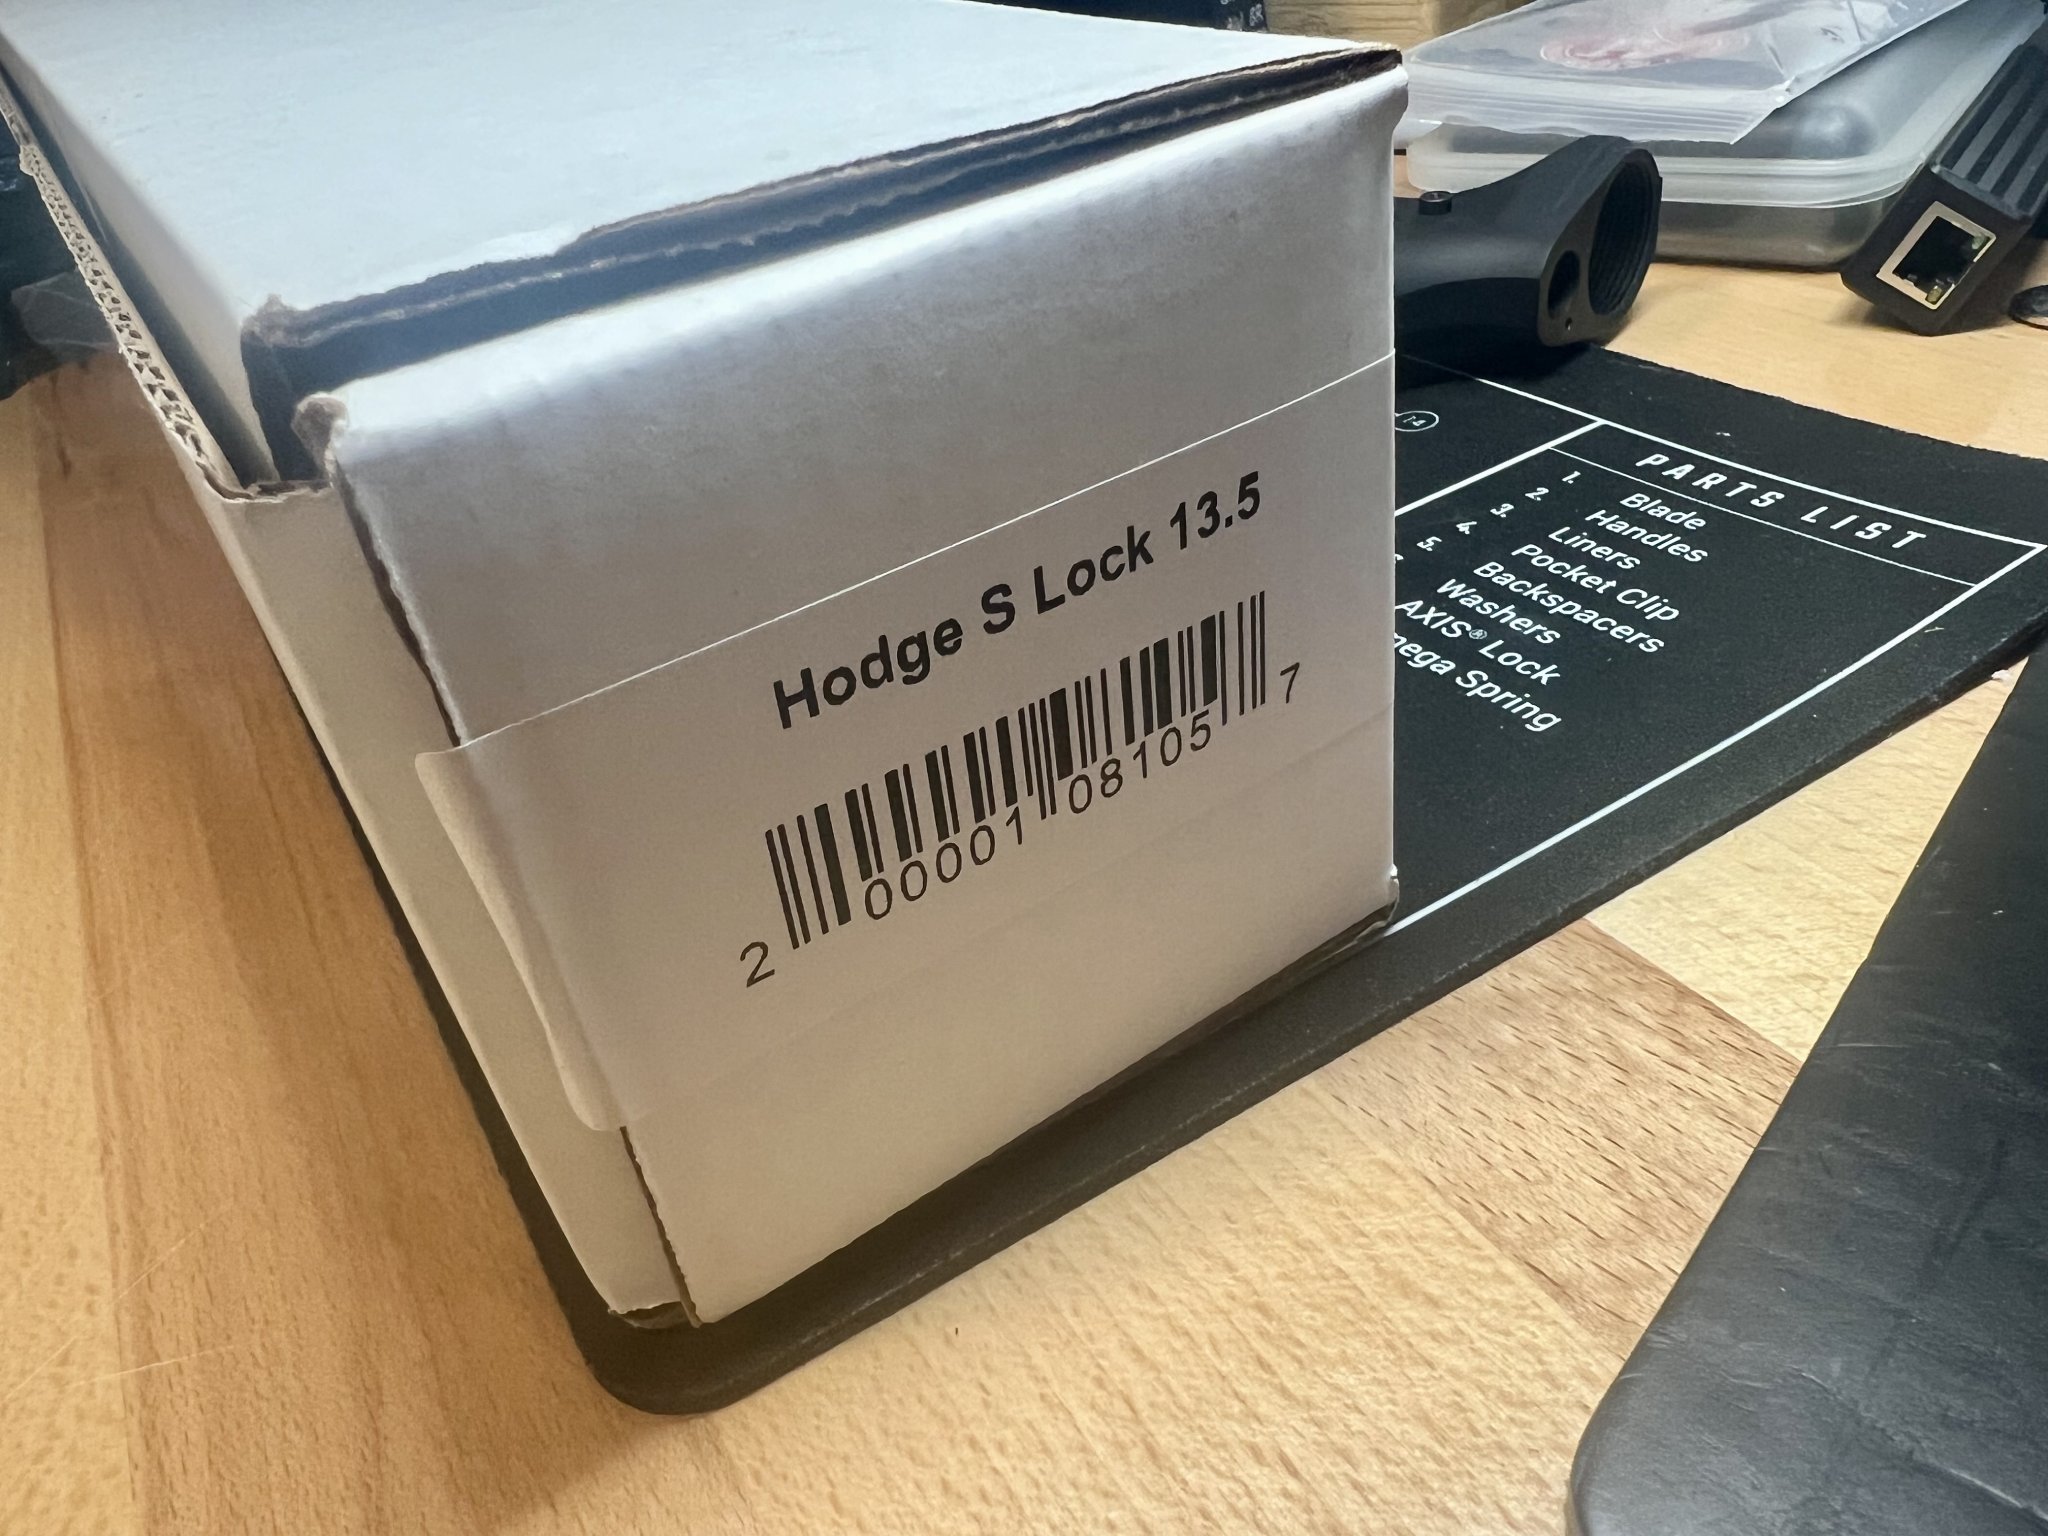 Hodge S Lock 13.5
2 00001 08105 7
14
PARTS LIST
1. Blade
2. Handles
3. Liners
4. Pocket Clip
5. Backspacers
Washers
AXIS® Lock
Spring